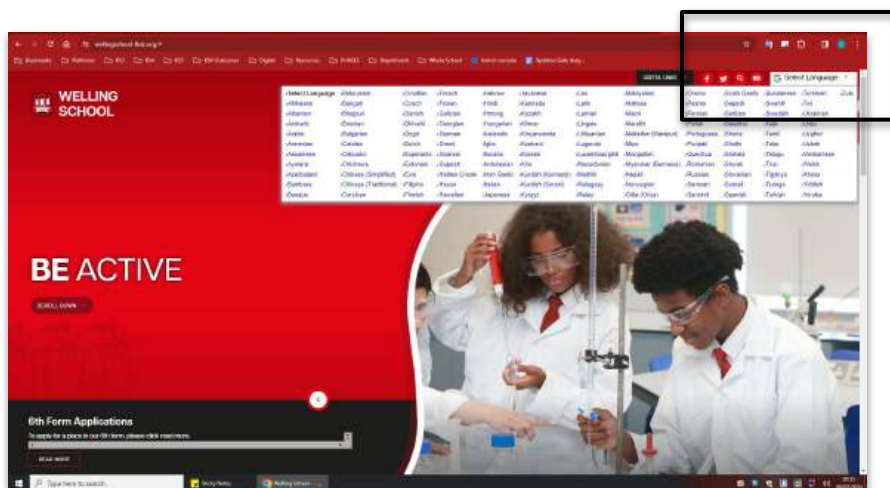 wellingschool-tkat.org
Bookmarks
USEFUL LINKS
Select Language
WELLING
SCHOOL
Select Language Belarusian Croatian French Hebrew Javanese Lao Malayalam Oromo Scots Gaelic Sundanese Turkmen Zulu
Bengali Czech Frisian Hindi Kannada Latin Maltese Pashto Sepedi Swahili Twi
Albanian Bhojpuri Danish Galician Hmong Kazakh Latvian Maori Persian Serbian Swedish Ukrainian
Amharic Bosnian Dhivehi Georgian Hungarian Khmer Lingala Marathi Polish Sesotho Tajik Urdu
Arabic Bulgarian Dogri German Icelandic Kinyarwanda Lithuanian Meiteilon (Manipuri) Portuguese Shona Tamil Uyghur
Armenian Catalan Dutch Greek Igbo Konkani Luganda Mizo Punjabi Sindhi Tatar Uzbek
Assamese Cebuano Esperanto Guarani Ilocano Korean Luxembourgish Mongolian Quechua Sinhala Telugu Vietnamese
Aymara Chichewa Estonian Gujarati Indonesian Krio Macedonian Myanmar (Burmese) Romanian Slovak Thai Welsh
Azerbaijani Chinese (Simplified) Ewe Haitian Creole Irish Gaelic Kurdish (Kurmanji) Maithili Nepali Russian Slovenian Tigrinya Xhosa
Bambara Chinese (Traditional) Filipino Hausa Italian Kurdish (Sorani) Malagasy Norwegian Samoan Somali Tsonga Yiddish
Basque Corsican Finnish Hawaiian Japanese Kyrgyz Malay Odia (Oriya) Sanskrit Spanish Turkish Yoruba
BE ACTIVE
SCROLL DOWN
6th Form Applications
To apply for a place in our 6th form, please click read more.
READ MORE
Type here to search
Sticky Notes
Welling School